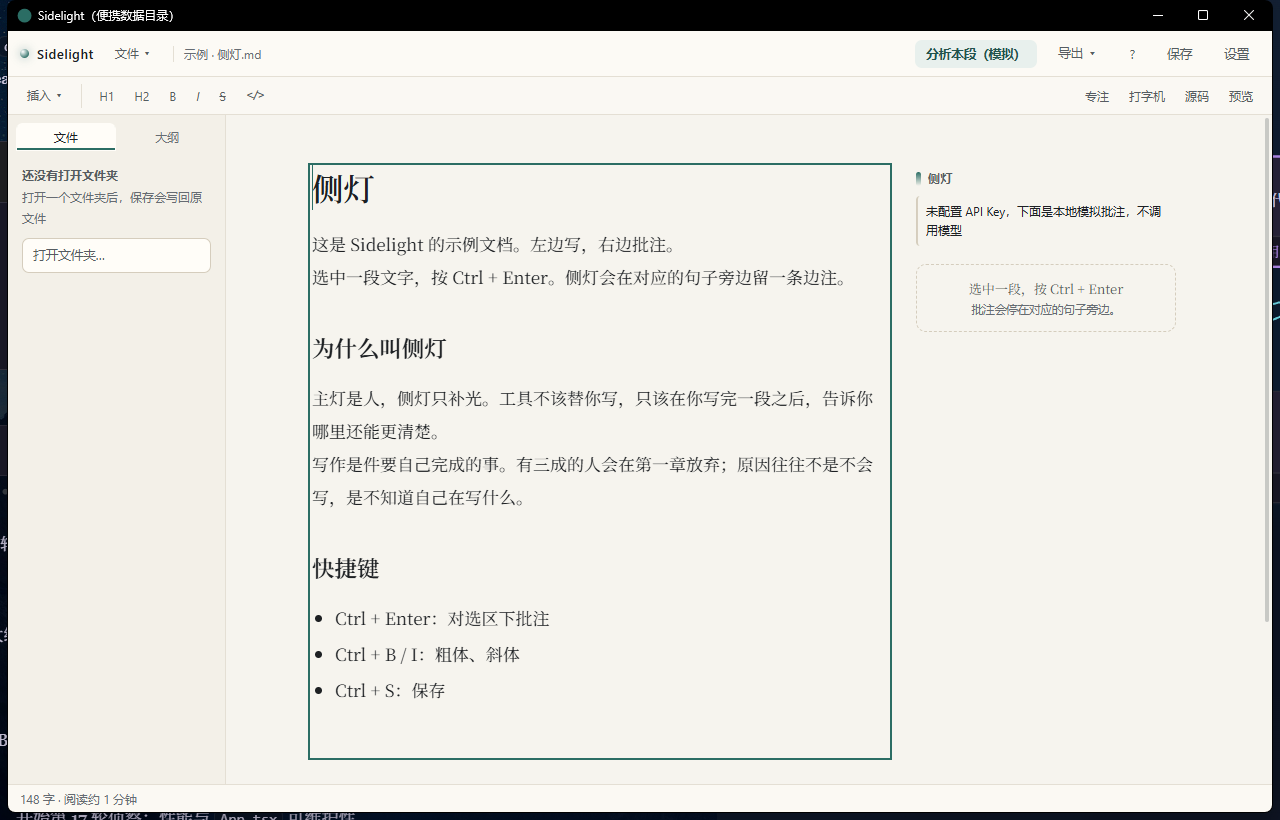 Sidelight（便携数据目录）
Sidelight 文件 示例 · 侧灯.md 分析本段（模拟） 导出 ? 保存 设置
插入 H1 H2 B I S </> 专注 打字机 源码 预览
文件 大纲
还没有打开文件夹
打开一个文件夹后，保存会写回原
文件
打开文件夹...
侧灯
这是 Sidelight 的示例文档。左边写，右边批注。
选中一段文字，按 Ctrl + Enter。侧灯会在对应的句子旁边留一条边注。
为什么叫侧灯
主灯是人，侧灯只补光。工具不该替你写，只该在你写完一段之后，告诉你
哪里还能更清楚。
写作是件要自己完成的事。有三成的人会在第一章放弃；原因往往不是不会
写，是不知道自己在写什么。
快捷键
Ctrl + Enter：对选区下批注
Ctrl + B / I：粗体、斜体
Ctrl + S：保存
侧灯
未配置 API Key，下面是本地模拟批注，不调
用模型
选中一段，按 Ctrl + Enter
批注会停在对应的句子旁边。
148 字 · 阅读约 1 分钟